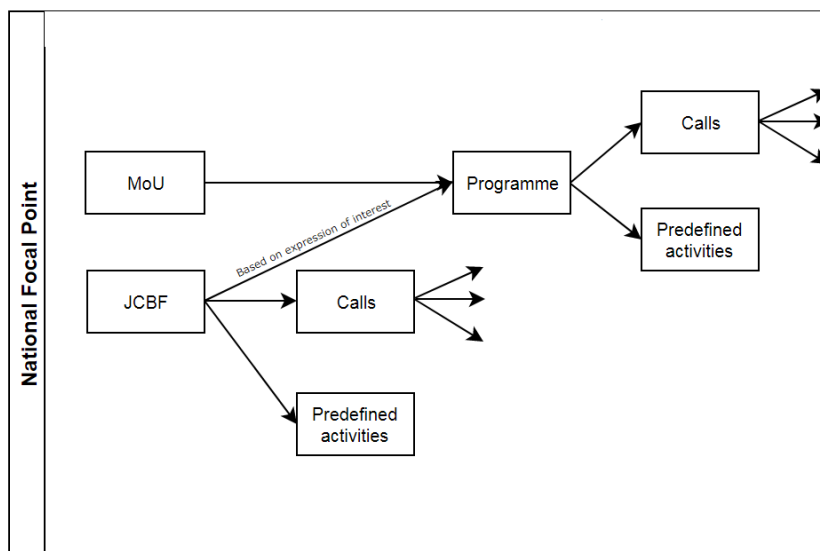 National Focal Point
Calls
MoU
Programme
Predefined
activities
Based on expression of interest
JCBF
Calls
Predefined
activities